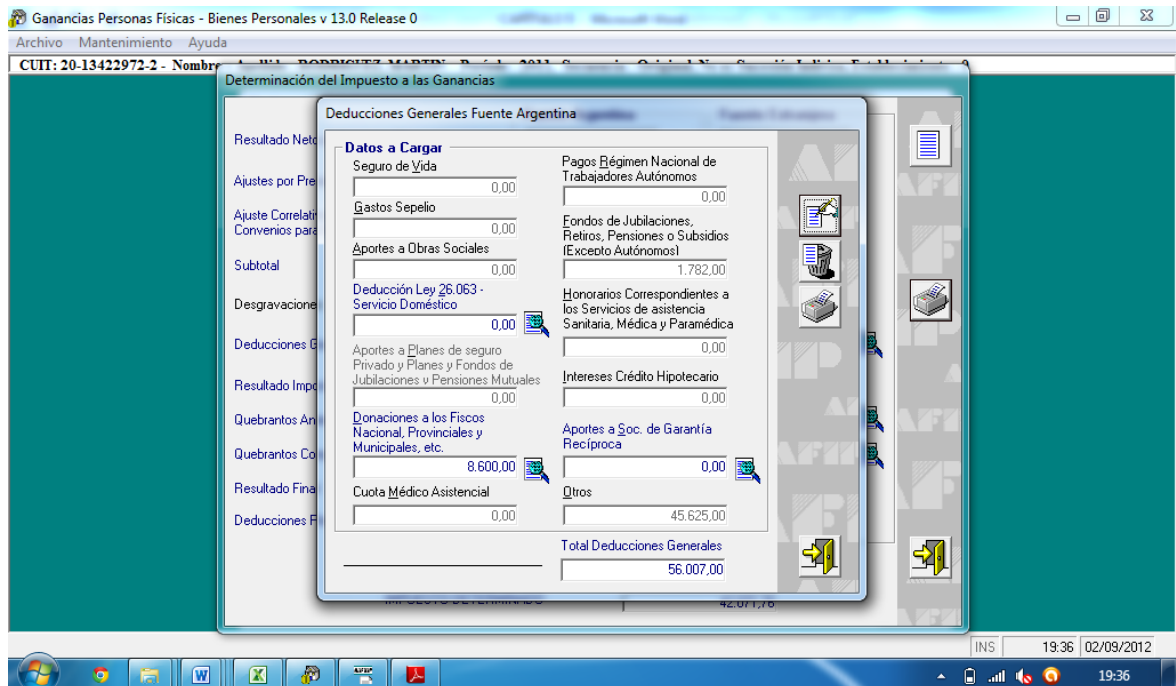 Ganancias Personas Físicas - Bienes Personales v 13.0 Release 0
Archivo Mantenimiento Ayuda
CUIT: 20-13422972-2 - Nombre
Determinación del Impuesto a las Ganancias
Deducciones Generales Fuente Argentina
Resultado Neto
Ajustes por Pre
Ajuste Correlati
Convenios para
Subtotal
Desgravacione
Deducciones G
Resultado Impo
Quebrantos An
Quebrantos Co
Resultado Fina
Deducciones F
Datos a Cargar
Seguro de Vida
0,00
Gastos Sepelio
0,00
Aportes a Obras Sociales
0,00
Deducción Ley 26.063 -
Servicio Doméstico
0,00
Aportes a Planes de seguro
Privado y Planes y Fondos de
Jubilaciones y Pensiones Mutuales
0,00
Donaciones a los Fiscos
Nacional, Provinciales y
Municipales, etc.
8.600,00
Cuota Médico Asistencial
0,00
Pagos Régimen Nacional de
Trabajadores Autónomos
0,00
Fondos de Jubilaciones,
Retiros, Pensiones o Subsidios
(Excepto Autónomos)
1.782,00
Honorarios Correspondientes a
los Servicios de asistencia
Sanitaria, Médica y Paramédica
0,00
Intereses Crédito Hipotecario
0,00
Aportes a Soc. de Garantía
Recíproca
0,00
Otros
45.625,00
Total Deducciones Generales
56.007,00
IMPUESTO DETERMINADO
42.071,76
INS 19:36 02/09/2012
19:36